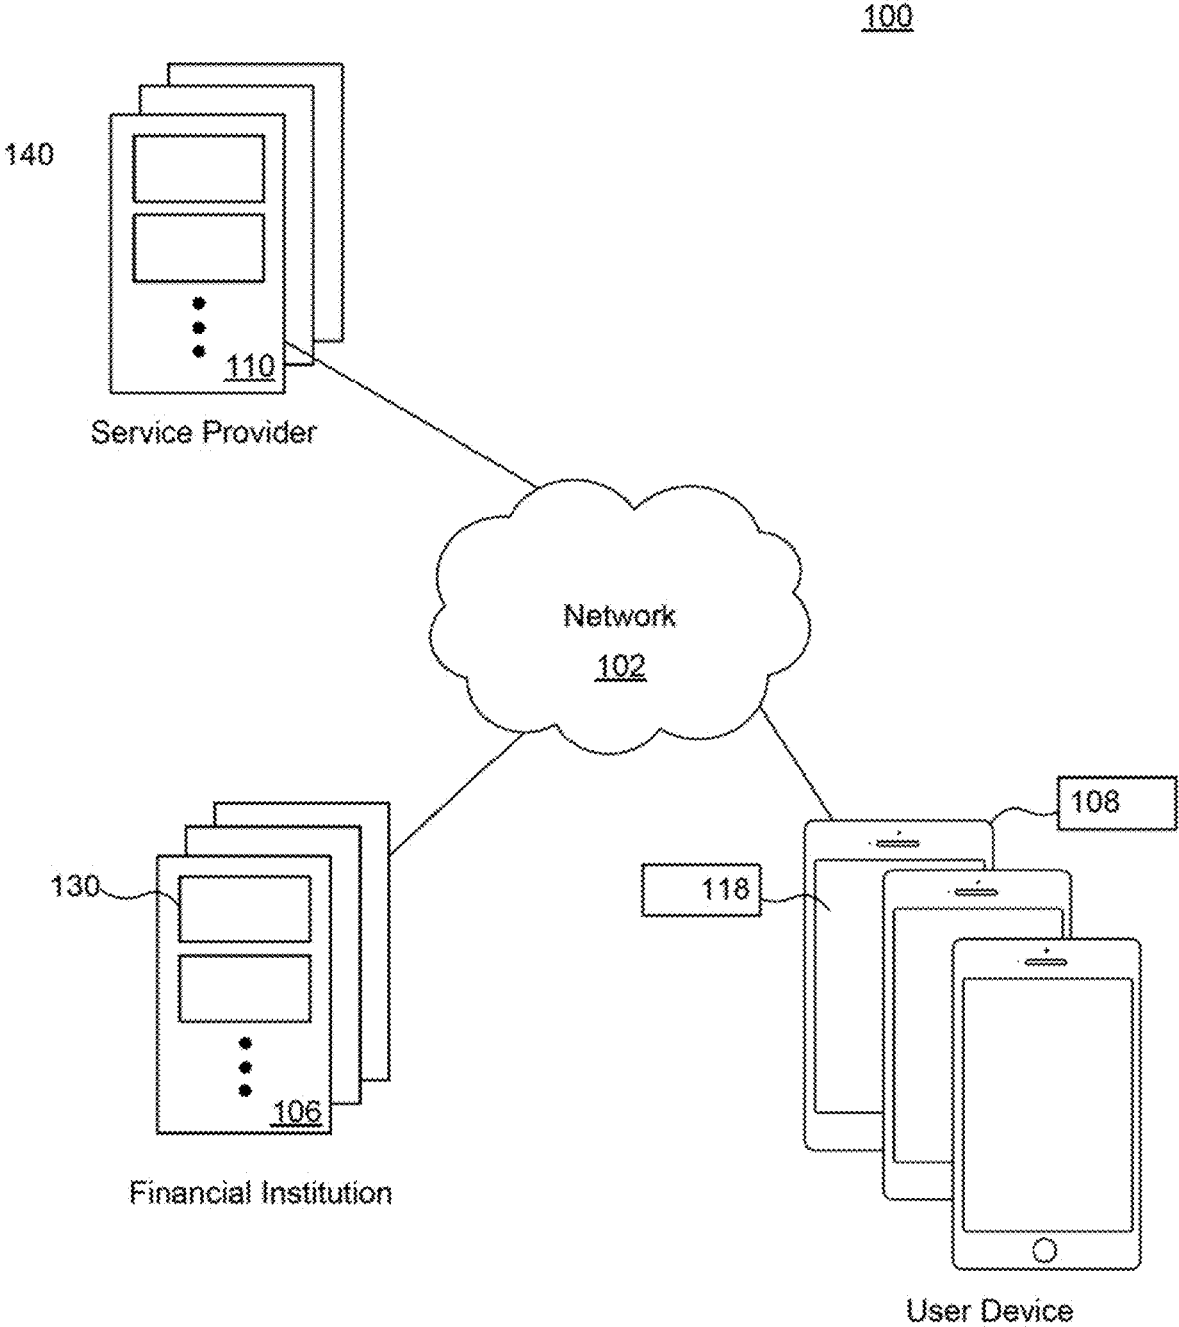 100
140
110
Service Provider
Network
102
108
118
130
106
Financial Institution
User Device